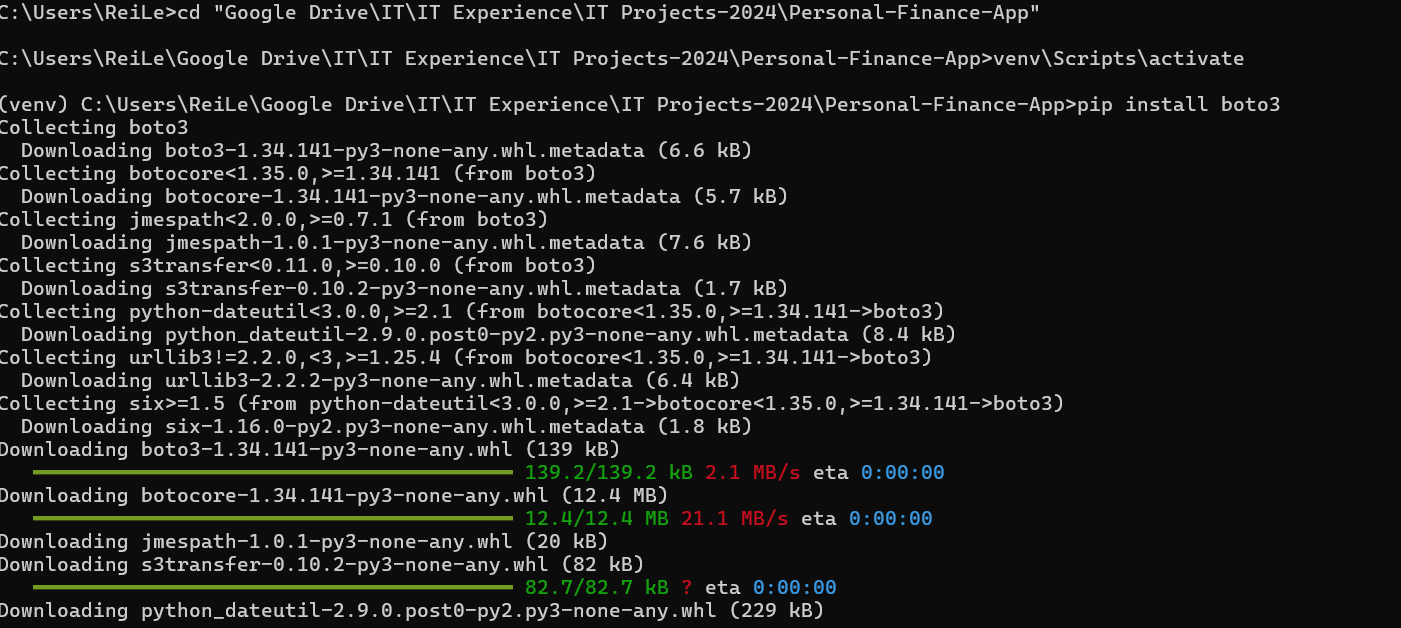 C:\Users\ReiLe>cd "Google Drive\IT\IT Experience\IT Projects-2024\Personal-Finance-App"
C:\Users\ReiLe\Google Drive\IT\IT Experience\IT Projects-2024\Personal-Finance-App>venv\Scripts\activate
(venv) C:\Users\ReiLe\Google Drive\IT\IT Experience\IT Projects-2024\Personal-Finance-App>pip install boto3
Collecting boto3
  Downloading boto3-1.34.141-py3-none-any.whl.metadata (6.6 kB)
Collecting botocore<1.35.0,>=1.34.141 (from boto3)
  Downloading botocore-1.34.141-py3-none-any.whl.metadata (5.7 kB)
Collecting jmespath<2.0.0,>=0.7.1 (from boto3)
  Downloading jmespath-1.0.1-py3-none-any.whl.metadata (7.6 kB)
Collecting s3transfer<0.11.0,>=0.10.0 (from boto3)
  Downloading s3transfer-0.10.2-py3-none-any.whl.metadata (1.7 kB)
Collecting python-dateutil<3.0.0,>=2.1 (from botocore<1.35.0,>=1.34.141->boto3)
  Downloading python_dateutil-2.9.0.post0-py2.py3-none-any.whl.metadata (8.4 kB)
Collecting urllib3!=2.2.0,<3,>=1.25.4 (from botocore<1.35.0,>=1.34.141->boto3)
  Downloading urllib3-2.2.2-py3-none-any.whl.metadata (6.4 kB)
Collecting six>=1.5 (from python-dateutil<3.0.0,>=2.1->botocore<1.35.0,>=1.34.141->boto3)
  Downloading six-1.16.0-py2.py3-none-any.whl.metadata (1.8 kB)
Downloading boto3-1.34.141-py3-none-any.whl (139 kB)
139.2/139.2 kB 2.1 MB/s eta 0:00:00
Downloading botocore-1.34.141-py3-none-any.whl (12.4 MB)
12.4/12.4 MB 21.1 MB/s eta 0:00:00
Downloading jmespath-1.0.1-py3-none-any.whl (20 kB)
Downloading s3transfer-0.10.2-py3-none-any.whl (82 kB)
82.7/82.7 kB ? eta 0:00:00
Downloading python_dateutil-2.9.0.post0-py2.py3-none-any.whl (229 kB)